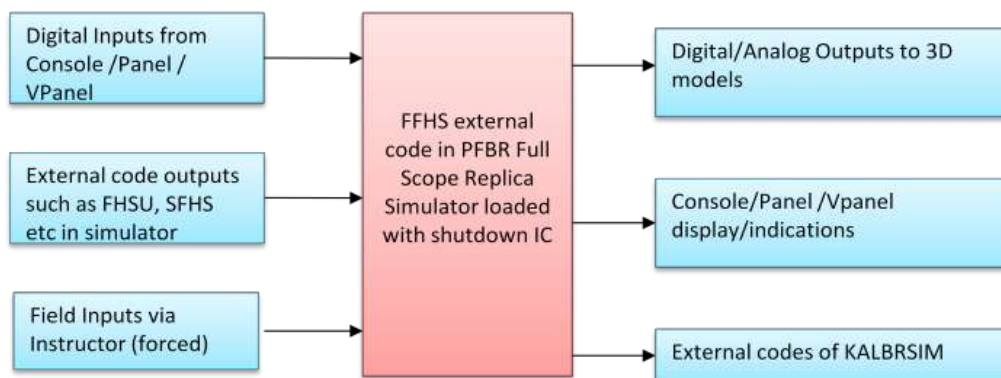 Digital Inputs from
Console /Panel /
VPanel
External code outputs
such as FHSU, SFHS
etc in simulator
Field Inputs via
Instructor (forced)
FFHS external
code in PFBR Full
Scope Replica
Simulator loaded
with shutdown IC
Digital/Analog Outputs to 3D
models
Console/Panel /Vpanel
display/indications
External codes of KALBRSIM